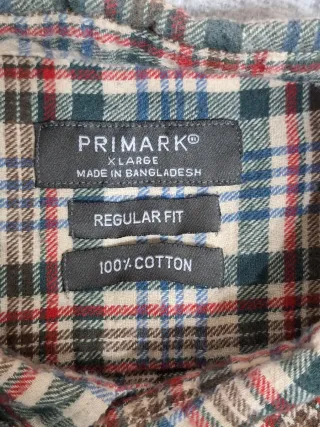 PRIMARK®
X LARGE
MADE IN BANGLADESH
REGULAR FIT
100% COTTON